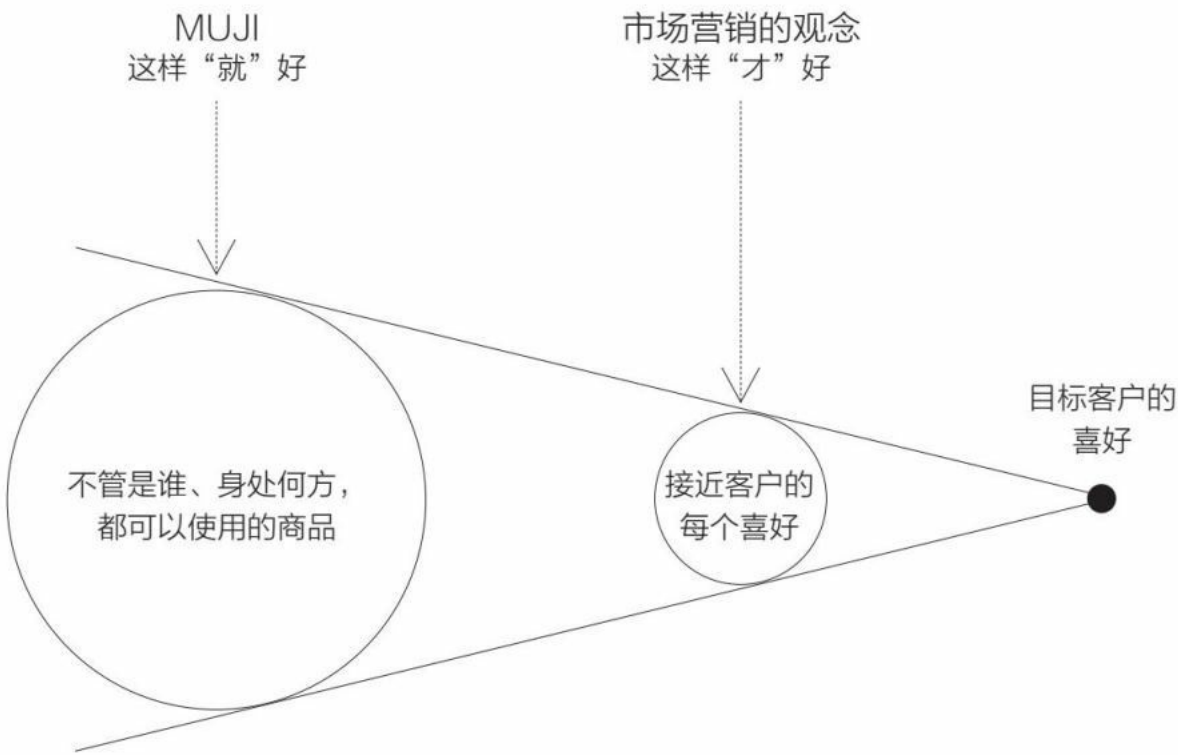 MUJI
这样“就”好
市场营销的观念
这样“才”好
目标客户的
喜好
不管是谁、身处何方，
都可以使用的商品
接近客户的
每个喜好